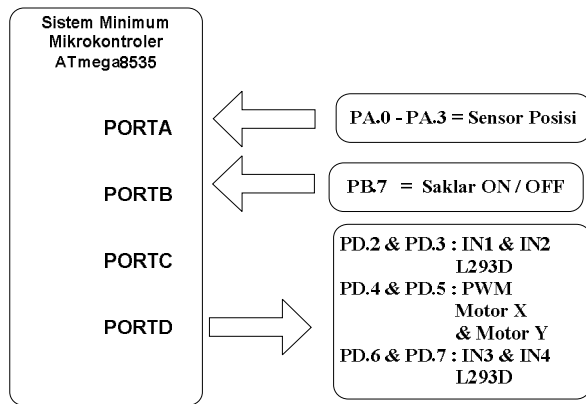 Sistem Minimum
Mikrokontroler
ATmega8535
PORTA
PA.0 - PA.3 = Sensor Posisi
PORTB
PB.7 = Saklar ON / OFF
PORTC
PORTD
PD.2 & PD.3 : IN1 & IN2
L293D
PD.4 & PD.5 : PWM
Motor X
& Motor Y
PD.6 & PD.7 : IN3 & IN4
L293D